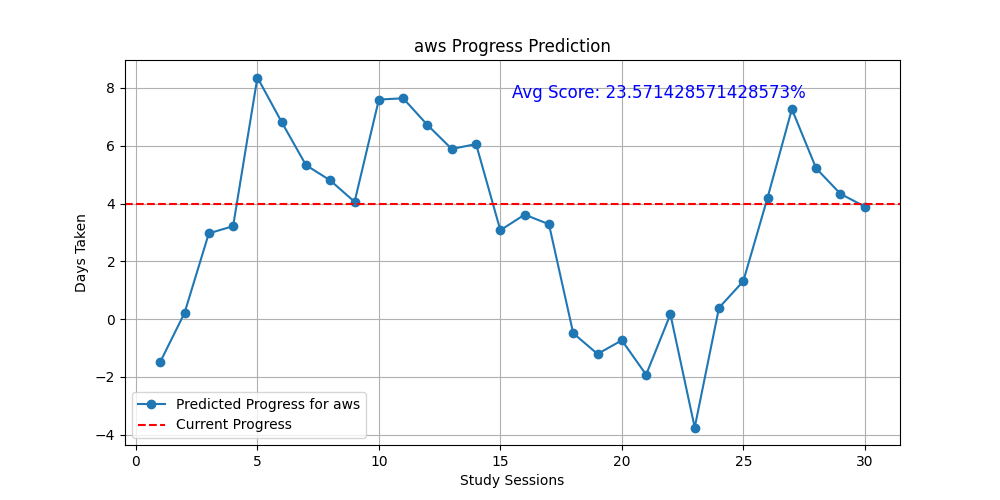 aws Progress Prediction
Avg Score: 23.571428571428573%
Days Taken
8
6
4
2
0
−2
−4
Predicted Progress for aws
Current Progress
0 5 10 15 20 25 30
Study Sessions